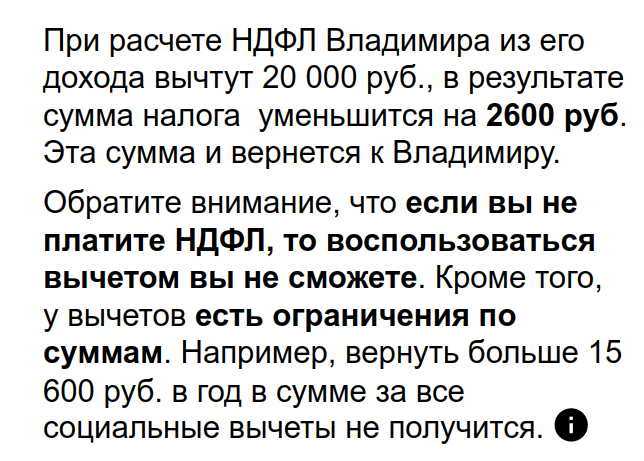 При расчете НДФЛ Владимира из его
дохода вычтут 20 000 руб., в результате
сумма налога  уменьшится на 2600 руб.
Эта сумма и вернется к Владимиру.
Обратите внимание, что если вы не
платите НДФЛ, то воспользоваться
вычетом вы не сможете. Кроме того,
у вычетов есть ограничения по
суммам. Например, вернуть больше 15
600 руб. в год в сумме за все
социальные вычеты не получится. i